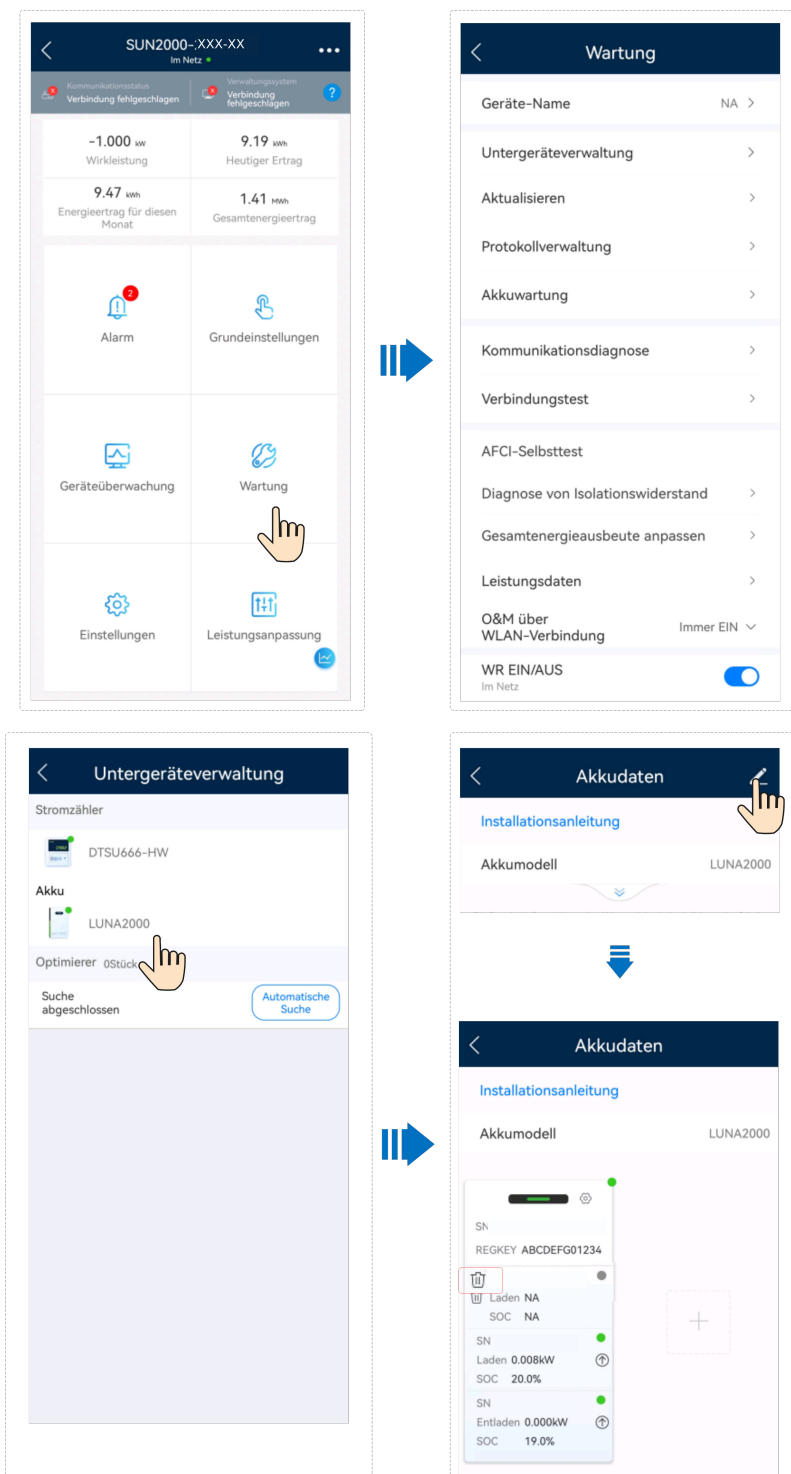 SUN2000-;XXX-XX
Im Netz
Kommunikationsstatus
Verbindung fehlgeschlagen
Verwaltungssystem
Verbindung
fehlgeschlagen
?
-1.000 kW
Wirkleistung
9.19 kWh
Heutiger Ertrag
9.47 kWh
Energieertrag für diesen
Monat
1.41 MWh
Gesamtenergieertrag
2
Alarm
Grundeinstellungen
Geräteüberwachung
Wartung
Einstellungen
Leistungsanpassung
Wartung
Geräte-Name NA
Untergeräteverwaltung
Aktualisieren
Protokollverwaltung
Akkuwartung
Kommunikationsdiagnose
Verbindungstest
AFCI-Selbsttest
Diagnose von Isolationswiderstand
Gesamtenergieausbeute anpassen
Leistungsdaten
O&M über
WLAN-Verbindung
Immer EIN
WR EIN/AUS
Im Netz
Untergeräteverwaltung
Stromzähler
DTSU666-HW
Akku
LUNA2000
Optimierer 0Stück
Suche
abgeschlossen
Automatische
Suche
Akkudaten
Installationsanleitung
Akkumodell LUNA2000
Akkudaten
Installationsanleitung
Akkumodell LUNA2000
SN
REGKEY ABCDEFG01234
Laden NA
SOC NA
SN
Laden 0.008kW
SOC 20.0%
SN
Entladen 0.000kW
SOC 19.0%